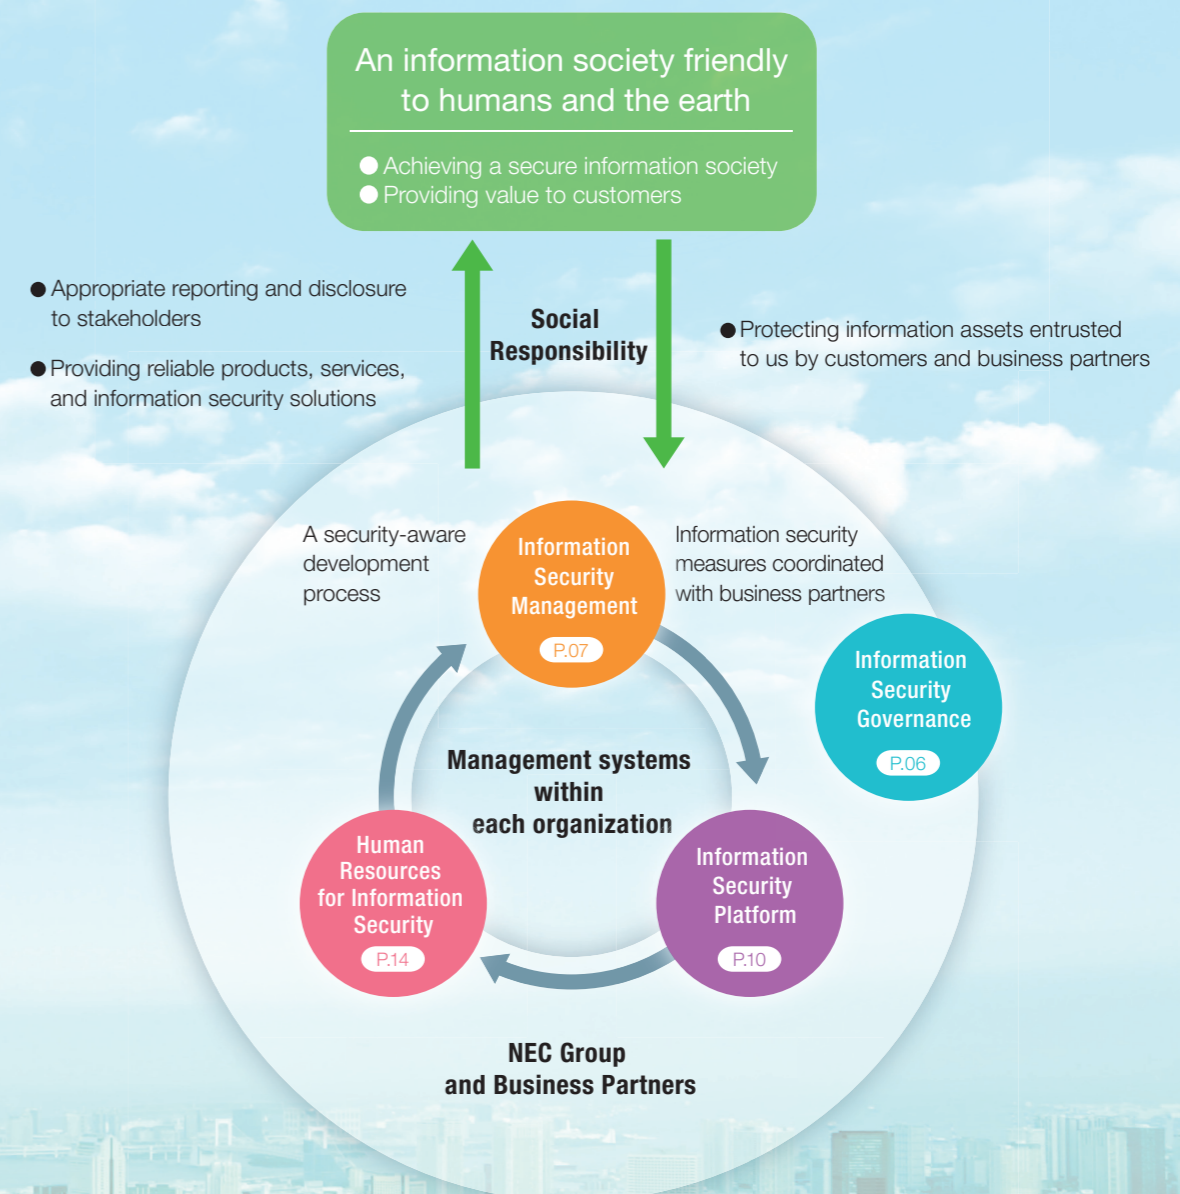 An information society friendly
to humans and the earth
● Achieving a secure information society
● Providing value to customers
● Appropriate reporting and disclosure
to stakeholders
● Providing reliable products, services,
and information security solutions
Social
Responsibility
● Protecting information assets entrusted
to us by customers and business partners
A security-aware
development
process
Information
Security
Management
P.07
Information security
measures coordinated
with business partners
Information
Security
Governance
P.06
Management systems
within
each organization
Human
Resources
for Information
Security
P.14
Information
Security
Platform
P.10
NEC Group
and Business Partners